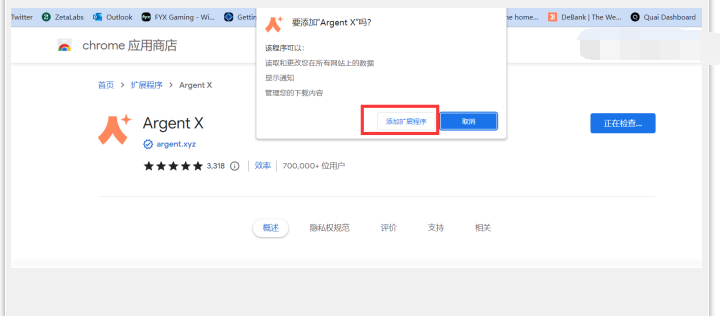 Twitter ZetaLabs Outlook FYX Gaming - Wi... Gettin
he home... DeBank | The We... Quai Dashboard
要添加"Argent X"吗?
该程序可以：
读取和更改您在所有网站上的数据
显示通知
管理您的下载内容
添加扩展程序 取消
chrome 应用商店
首页 > 扩展程序 > Argent X
Argent X
argent.xyz
3,318 效率 700,000+ 位用户
正在检查...
概述 隐私权规范 评价 支持 相关